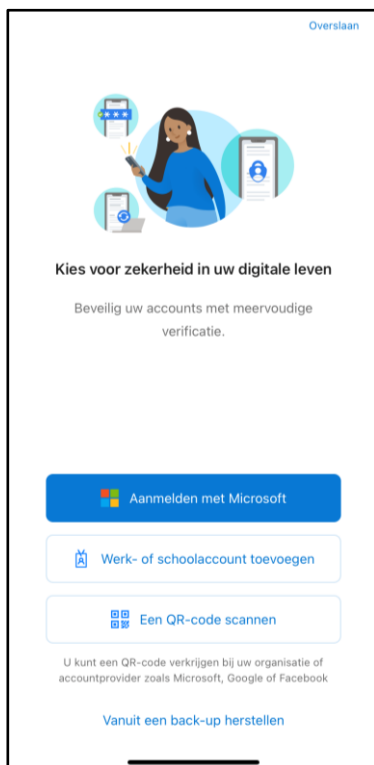 Overslaan
Kies voor zekerheid in uw digitale leven
Beveilig uw accounts met meervoudige
verificatie.
Aanmelden met Microsoft
Werk- of schoolaccount toevoegen
Een QR-code scannen
U kunt een QR-code verkrijgen bij uw organisatie of
accountprovider zoals Microsoft, Google of Facebook
Vanuit een back-up herstellen